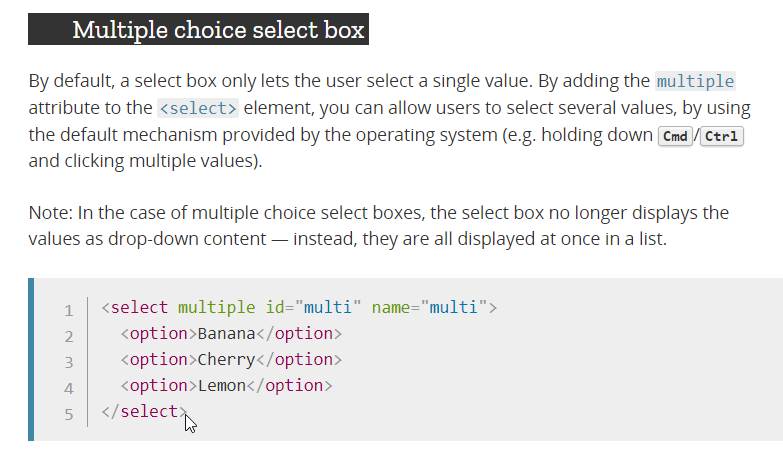 Multiple choice select box
By default, a select box only lets the user select a single value. By adding the multiple
attribute to the <select> element, you can allow users to select several values, by using
the default mechanism provided by the operating system (e.g. holding down Cmd/Ctrl
and clicking multiple values).
Note: In the case of multiple choice select boxes, the select box no longer displays the
values as drop-down content — instead, they are all displayed at once in a list.
1 <select multiple id="multi" name="multi">
2   <option>Banana</option>
3   <option>Cherry</option>
4   <option>Lemon</option>
5 </select>